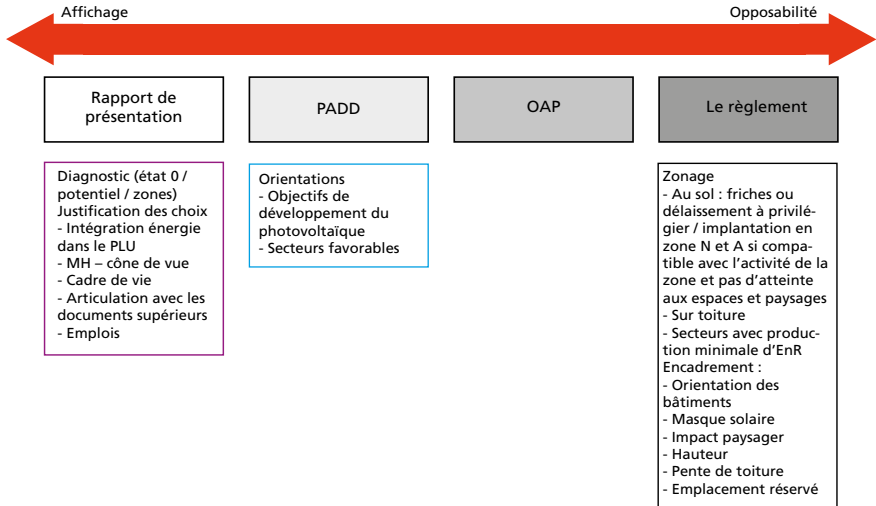 Affichage
Opposabilité
Rapport de
présentation
PADD
OAP
Le règlement
Diagnostic (état 0 /
potentiel / zones)
Justification des choix
- Intégration énergie
dans le PLU
- MH – cône de vue
- Cadre de vie
- Articulation avec les
documents supérieurs
- Emplois
Orientations
- Objectifs de
développement du
photovoltaïque
- Secteurs favorables
Zonage
- Au sol : friches ou
délaissement à privilé-
gier / implantation en
zone N et A si compa-
tible avec l'activité de la
zone et pas d'atteinte
aux espaces et paysages
- Sur toiture
- Secteurs avec produc-
tion minimale d'EnR
Encadrement :
- Orientation des
bâtiments
- Masque solaire
- Impact paysager
- Hauteur
- Pente de toiture
- Emplacement réservé